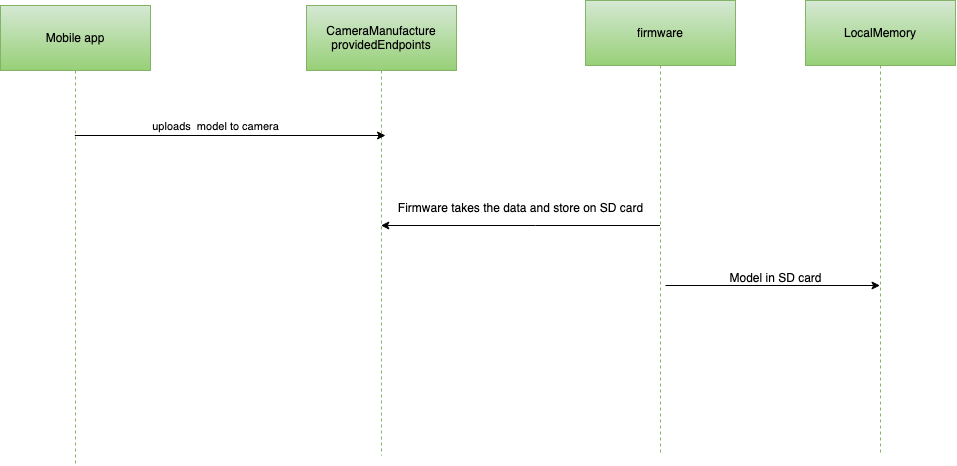 Mobile app
CameraManufacture
providedEndpoints
firmware
LocalMemory
uploads  model to camera
Firmware takes the data and store on SD card
Model in SD card